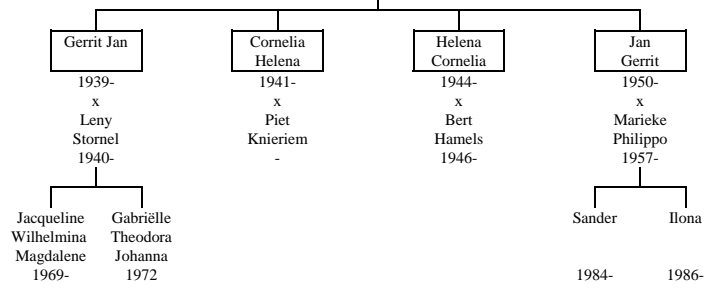 Gerrit Jan
1939-
x
Leny
Stornel
1940-
Cornelia
Helena
1941-
x
Piet
Knieriem
-
Helena
Cornelia
1944-
x
Bert
Hamels
1946-
Jan
Gerrit
1950-
x
Marieke
Philippo
1957-
Jacqueline
Wilhelmina
Magdalene
1969-
Gabriëlle
Theodora
Johanna
1972
Sander
1984-
Ilona
1986-